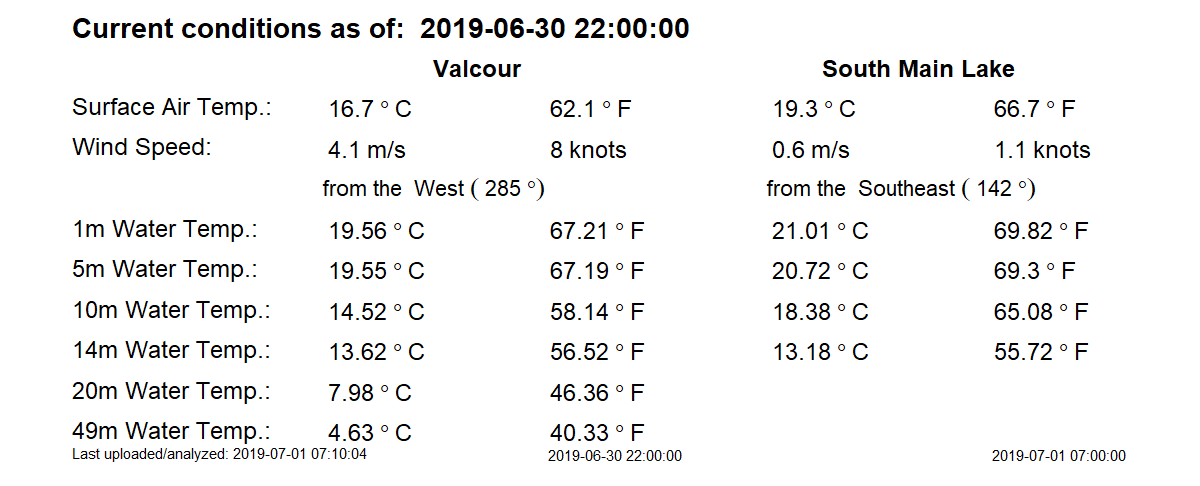 Current conditions as of: 2019-06-30 22:00:00
Valcour South Main Lake
Surface Air Temp.: 16.7 ° C 62.1 ° F 19.3 ° C 66.7 ° F
Wind Speed: 4.1 m/s 8 knots 0.6 m/s 1.1 knots
from the West ( 285 °) from the Southeast ( 142 °)
1m Water Temp.: 19.56 ° C 67.21 ° F 21.01 ° C 69.82 ° F
5m Water Temp.: 19.55 ° C 67.19 ° F 20.72 ° C 69.3 ° F
10m Water Temp.: 14.52 ° C 58.14 ° F 18.38 ° C 65.08 ° F
14m Water Temp.: 13.62 ° C 56.52 ° F 13.18 ° C 55.72 ° F
20m Water Temp.: 7.98 ° C 46.36 ° F
49m Water Temp.: 4.63 ° C 40.33 ° F
Last uploaded/analyzed: 2019-07-01 07:10:04 2019-06-30 22:00:00 2019-07-01 07:00:00